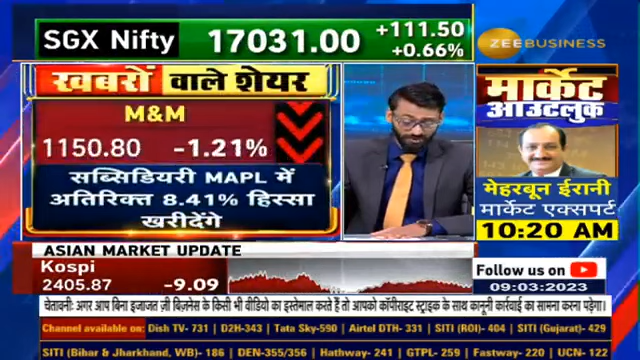 SGX Nifty
17031.00
+111.50
+0.66%
ZEE BUSINESS
खबरों वाले शेयर
M&M
1150.80 -1.21%
सब्सिडियरी MAPL में
अतिरिक्त 8.41% हिस्सा
खरीदेंगे
मार्केट
आउटलुक
मेहरबून ईरानी
मार्केट एक्सपर्ट
10:20 AM
ASIAN MARKET UPDATE
Kospi
2405.87 -9.09
Follow us on
09:03:2023
चेतावनी: अगर आप बिना इजाजत ज़ी बिज़नेस के किसी भी वीडियो का इस्तेमाल करते हैं तो आपको कॉपीराइट स्ट्राइक के साथ कानूनी कार्रवाई का सामना करना पड़ेगा.
Channel available on: Dish TV- 731 | D2H-343 | Tata Sky-590 | Airtel DTH- 331 | SITI (ROI) - 404 | SITI (Gujarat) - 429
SITI (Bihar & Jharkhand, WB)- 186 | DEN-355/356 | Hathway- 241 | GTPL- 259 | Fastway- 220 | UCN- 122